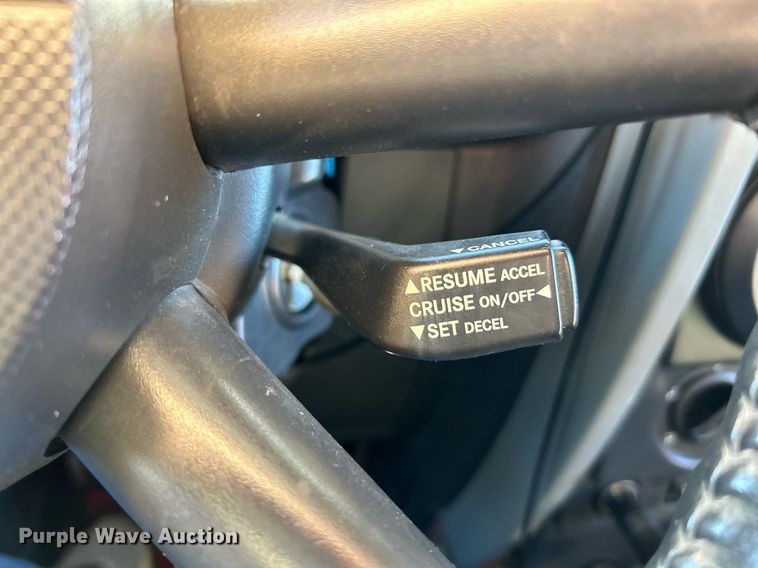 ▼CANCEL
▲RESUME ACCEL
CRUISE ON/OFF◀
▼SET DECEL
Purple Wave Auction